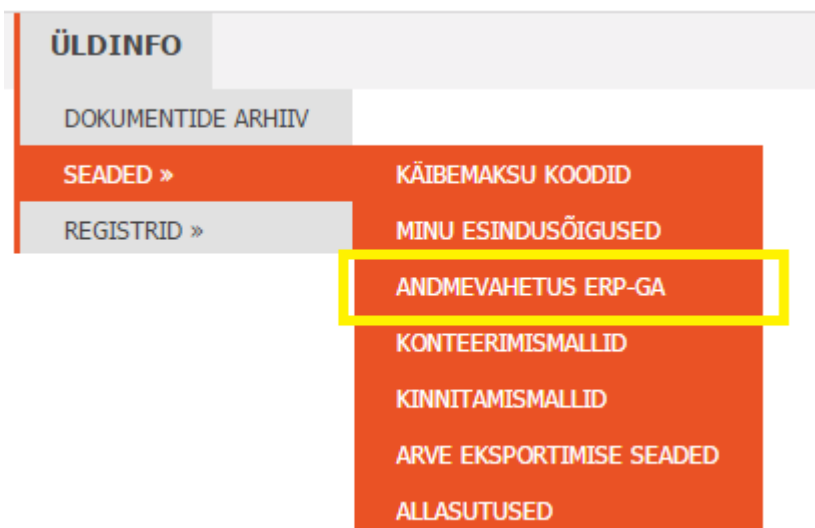 ÜLDINFO
DOKUMENTIDE ARHIIV
SEADED »
REGISTRID »
KÄIBEMAKSU KOODID
MINU ESINDUSÕIGUSED
ANDMEVAHETUS ERP-GA
KONTEERIMISMALLID
KINNITAMISMALLID
ARVE EKSPORTIMISE SEADED
ALLASUTUSED